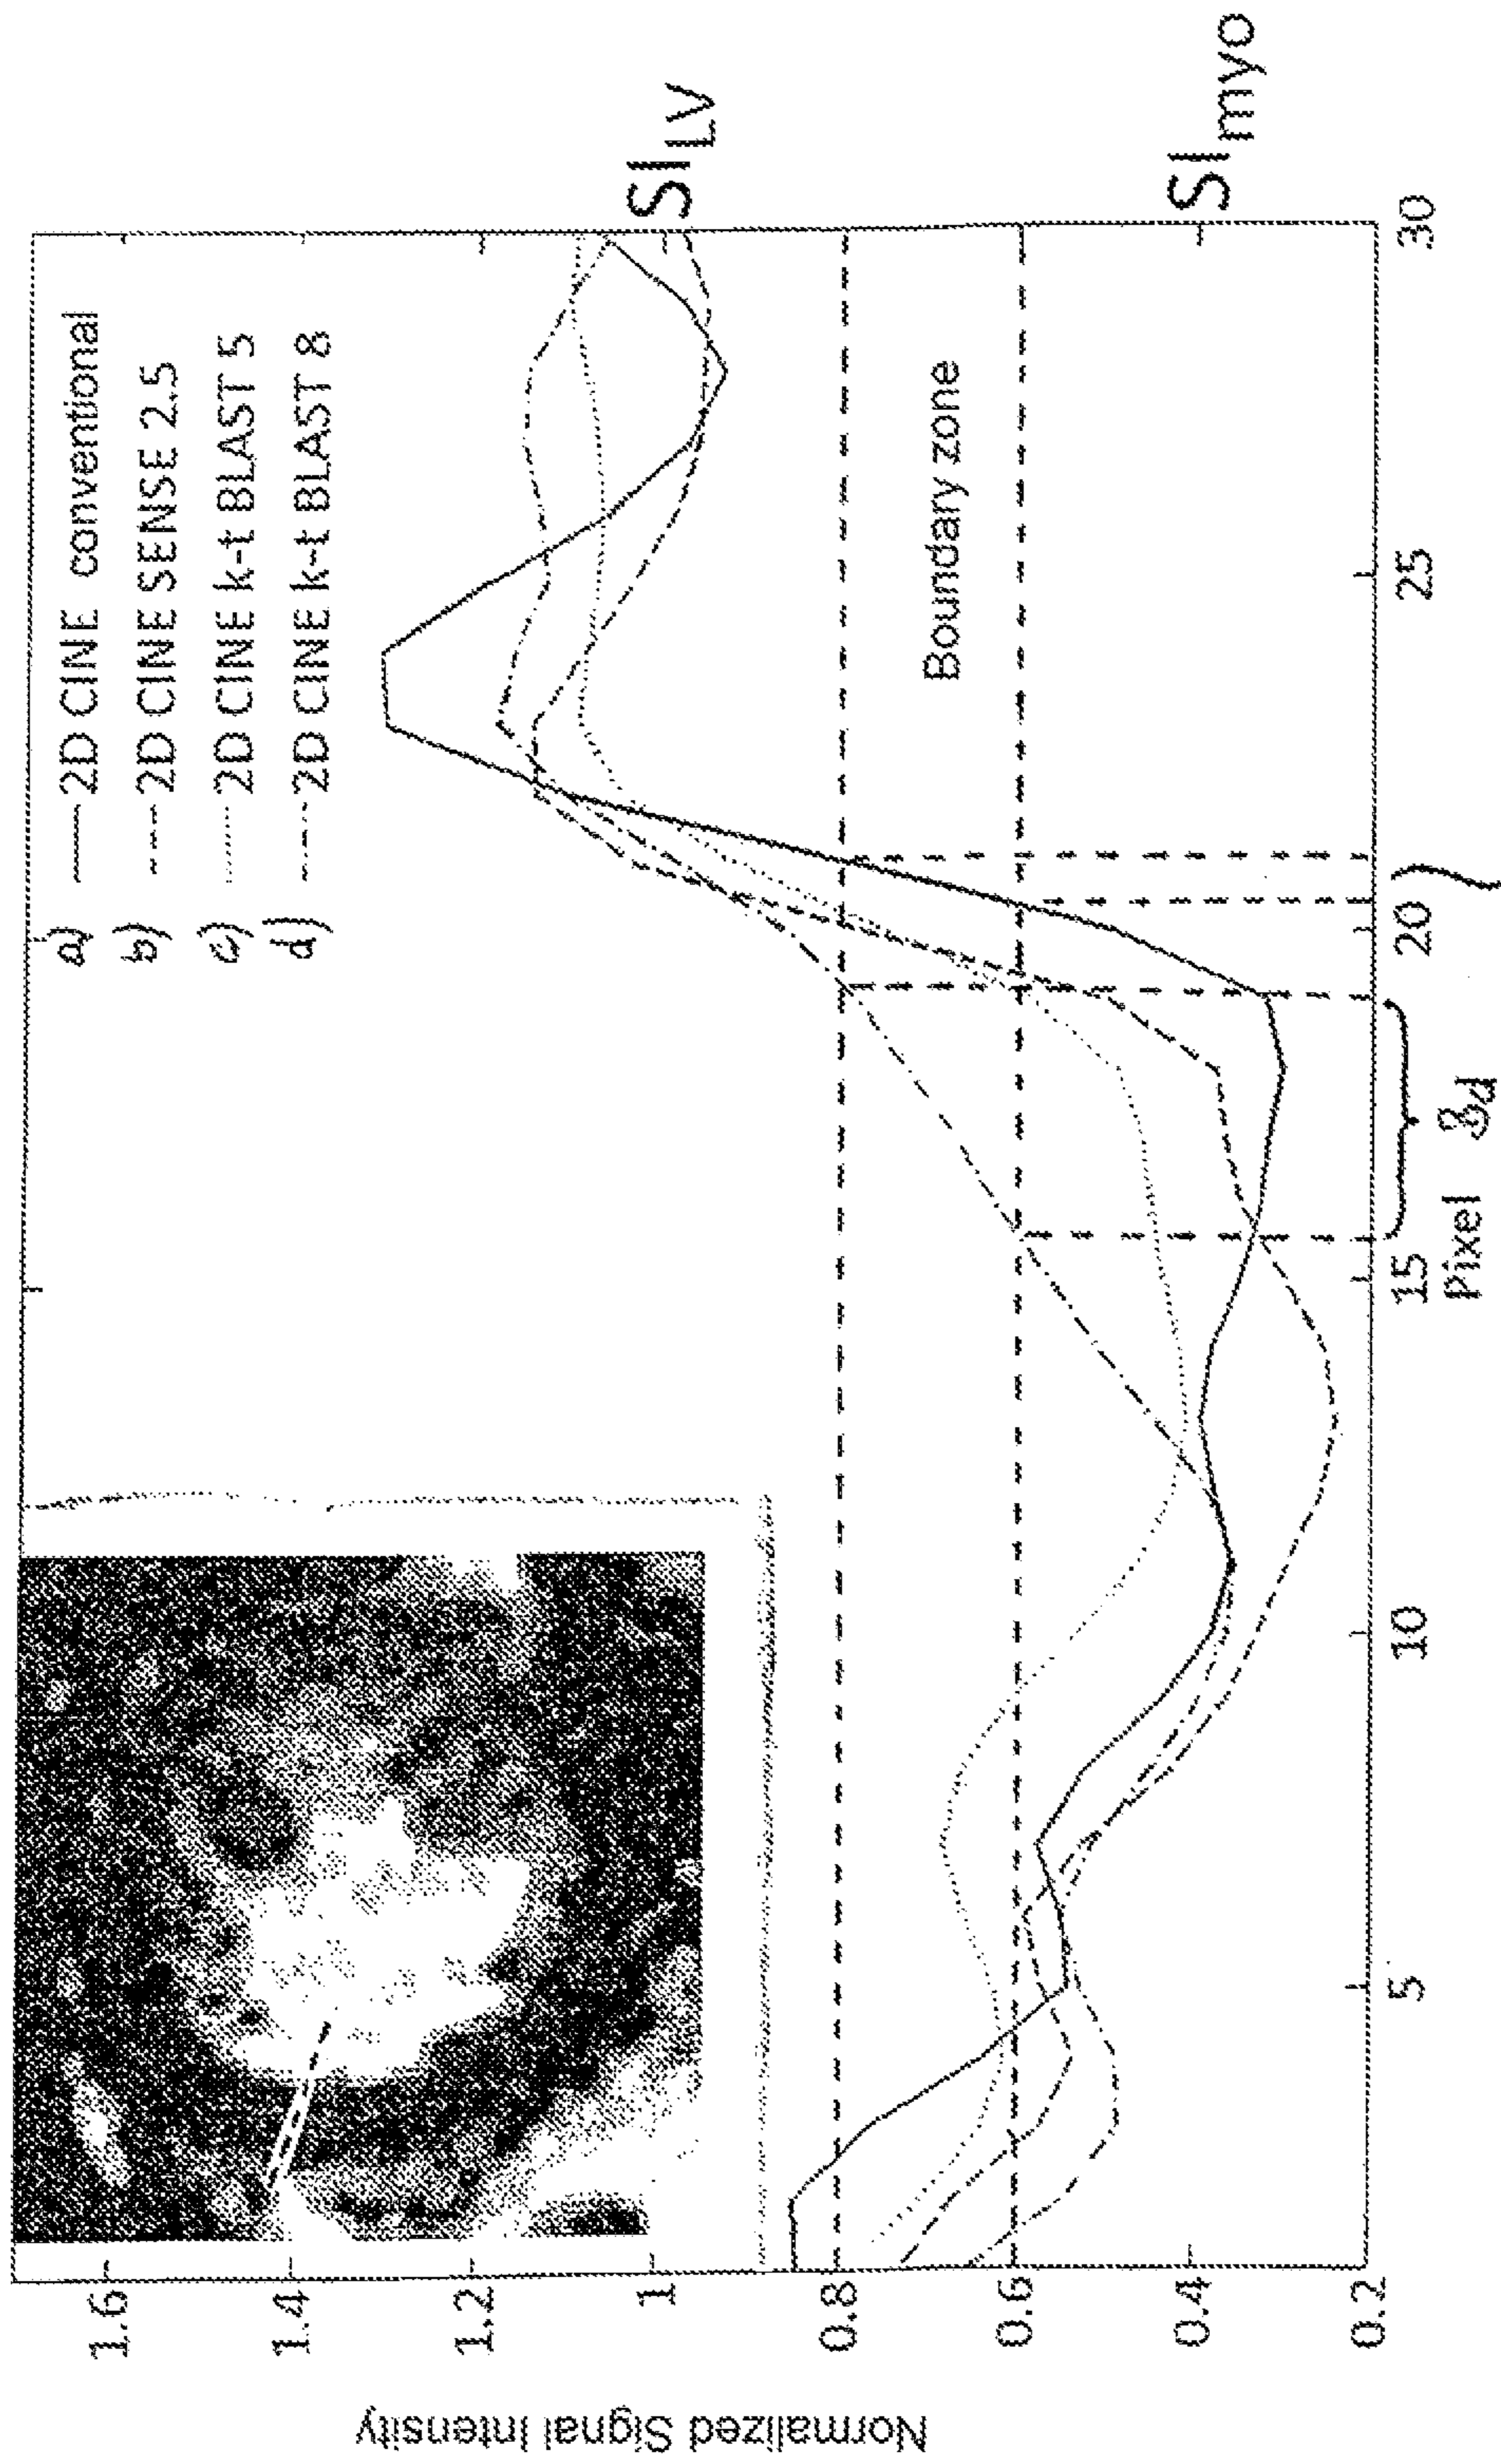 a) 2D CINE conventional
b) 2D CINE SENSE 2.5
c) 2D CINE k-t BLAST 5
d) 2D CINE k-t BLAST 8
Normalized Signal Intensity
1.6
1.4
1.2
1
0.8
0.6
0.4
0.2
SI LV
SI myo
Boundary zone
5
10
15
20
25
30
Pixel
3d